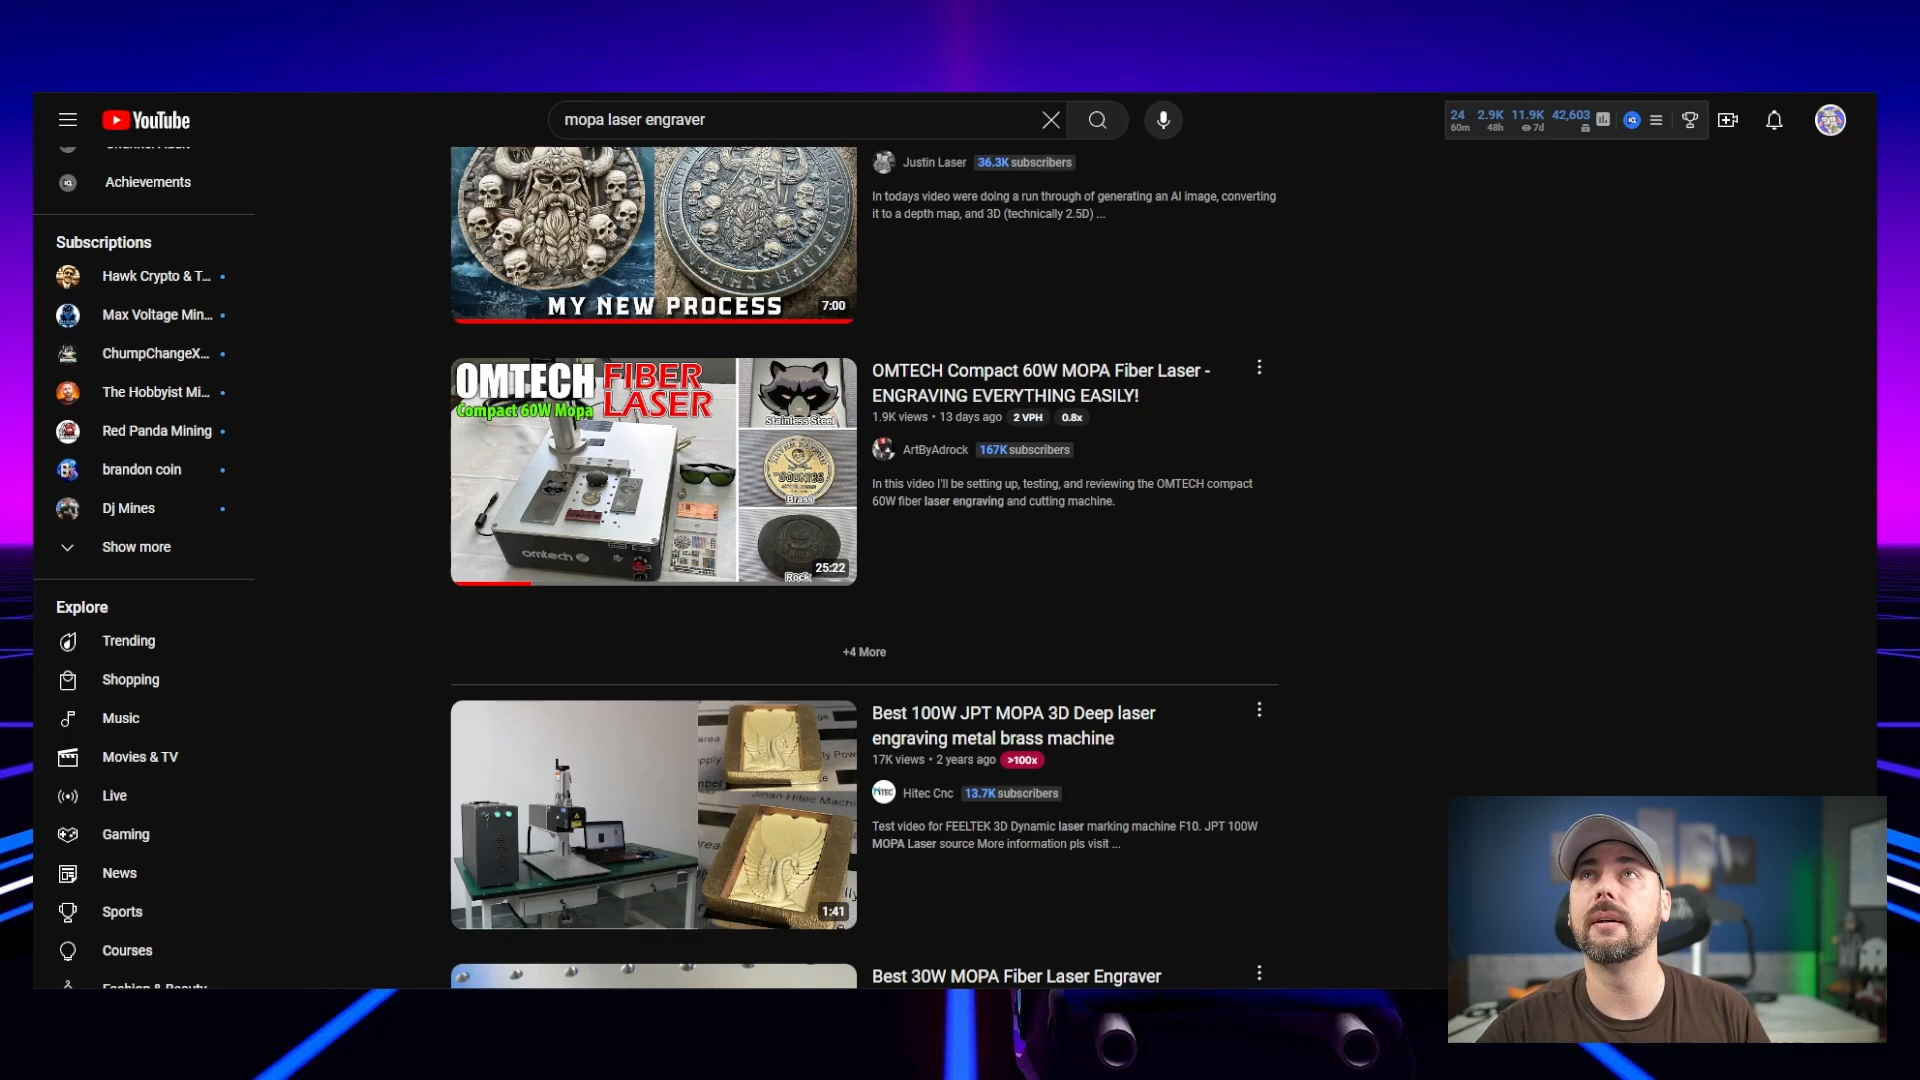 YouTube
mopa laser engraver
24 2.9K 11.9K 42,603
60m 48h 7d
Achievements
Subscriptions
Hawk Crypto & T...
Max Voltage Min...
ChumpChangeX...
The Hobbyist Mi...
Red Panda Mining
brandon coin
Dj Mines
Show more
Explore
Trending
Shopping
Music
Movies & TV
Live
Gaming
News
Sports
Courses
Fashion & Beauty
MY NEW PROCESS
7:00
Justin Laser 36.3K subscribers
In todays video were doing a run through of generating an AI image, converting
it to a depth map, and 3D (technically 2.5D) ...
OMTECH FIBER
Compact 60W Mopa LASER
Stainless Steel
Brass
Rock
omtech
25:22
OMTECH Compact 60W MOPA Fiber Laser -
ENGRAVING EVERYTHING EASILY!
1.9K views • 13 days ago 2 VPH 0.8x
ArtByAdrock 167K subscribers
In this video I'll be setting up, testing, and reviewing the OMTECH compact
60W fiber laser engraving and cutting machine.
+4 More
1:41
Best 100W JPT MOPA 3D Deep laser
engraving metal brass machine
17K views • 2 years ago >100x
Hitec Cnc 13.7K subscribers
Test video for FEELTEK 3D Dynamic laser marking machine F10. JPT 100W
MOPA Laser source More information pls visit ...
Best 30W MOPA Fiber Laser Engraver